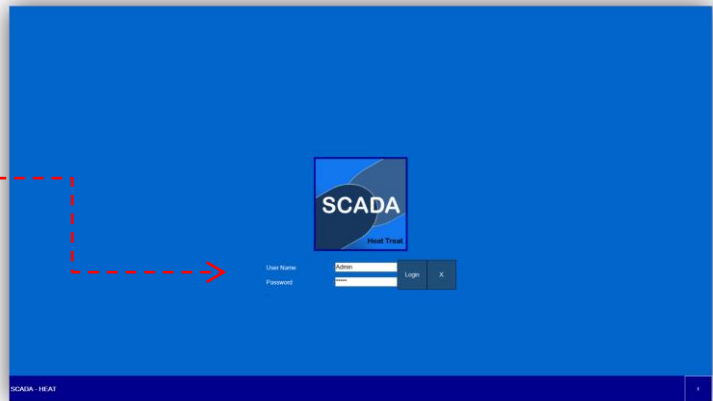 SCADA
Heat Treat
User Name
Admin
Login
X
Password
*****
SCADA - HEAT